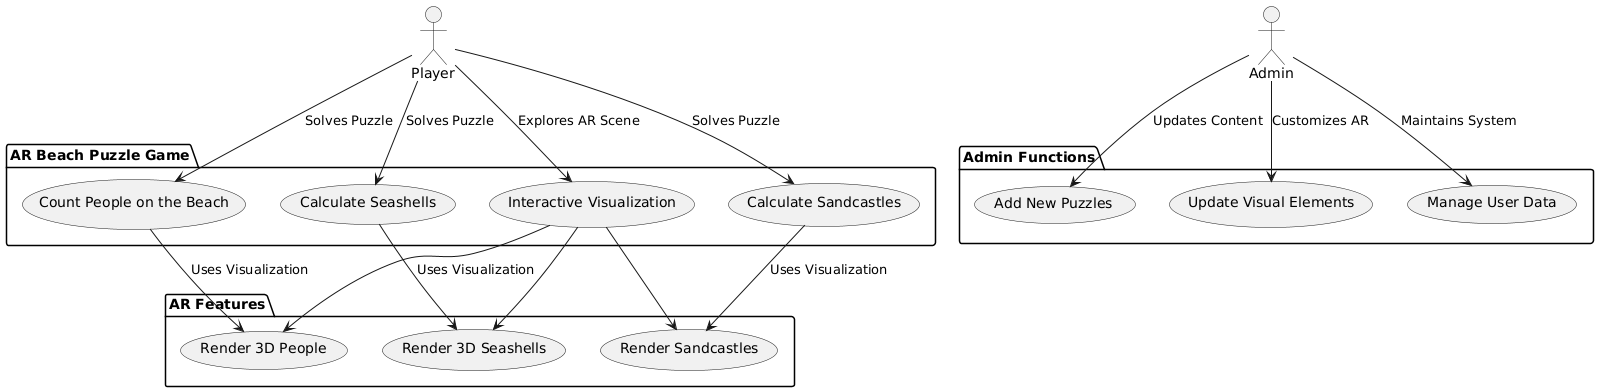 Player
Admin
Solves Puzzle
Solves Puzzle
Explores AR Scene
Solves Puzzle
Updates Content
Customizes AR
Maintains System
AR Beach Puzzle Game
Admin Functions
Count People on the Beach
Calculate Seashells
Interactive Visualization
Calculate Sandcastles
Add New Puzzles
Update Visual Elements
Manage User Data
Uses Visualization
Uses Visualization
Uses Visualization
AR Features
Render 3D People
Render 3D Seashells
Render Sandcastles